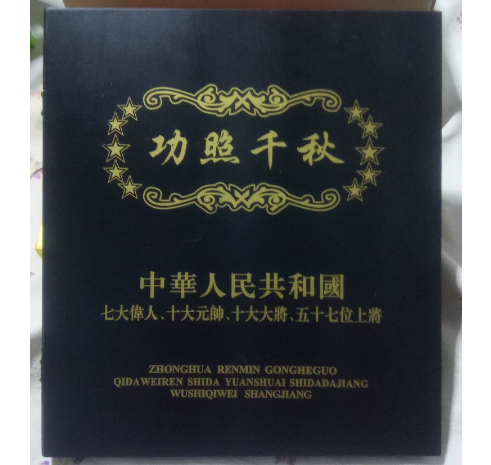 功照千秋
中華人民共和國
七大偉人、十大元帥、十大大將、五十七位上將
ZHONGHUA RENMIN GONGHEGUO
QIDAWEIREN SHIDA YUANSHUAI SHIDADAJIANG
WUSHIQIWEI SHANGJIANG